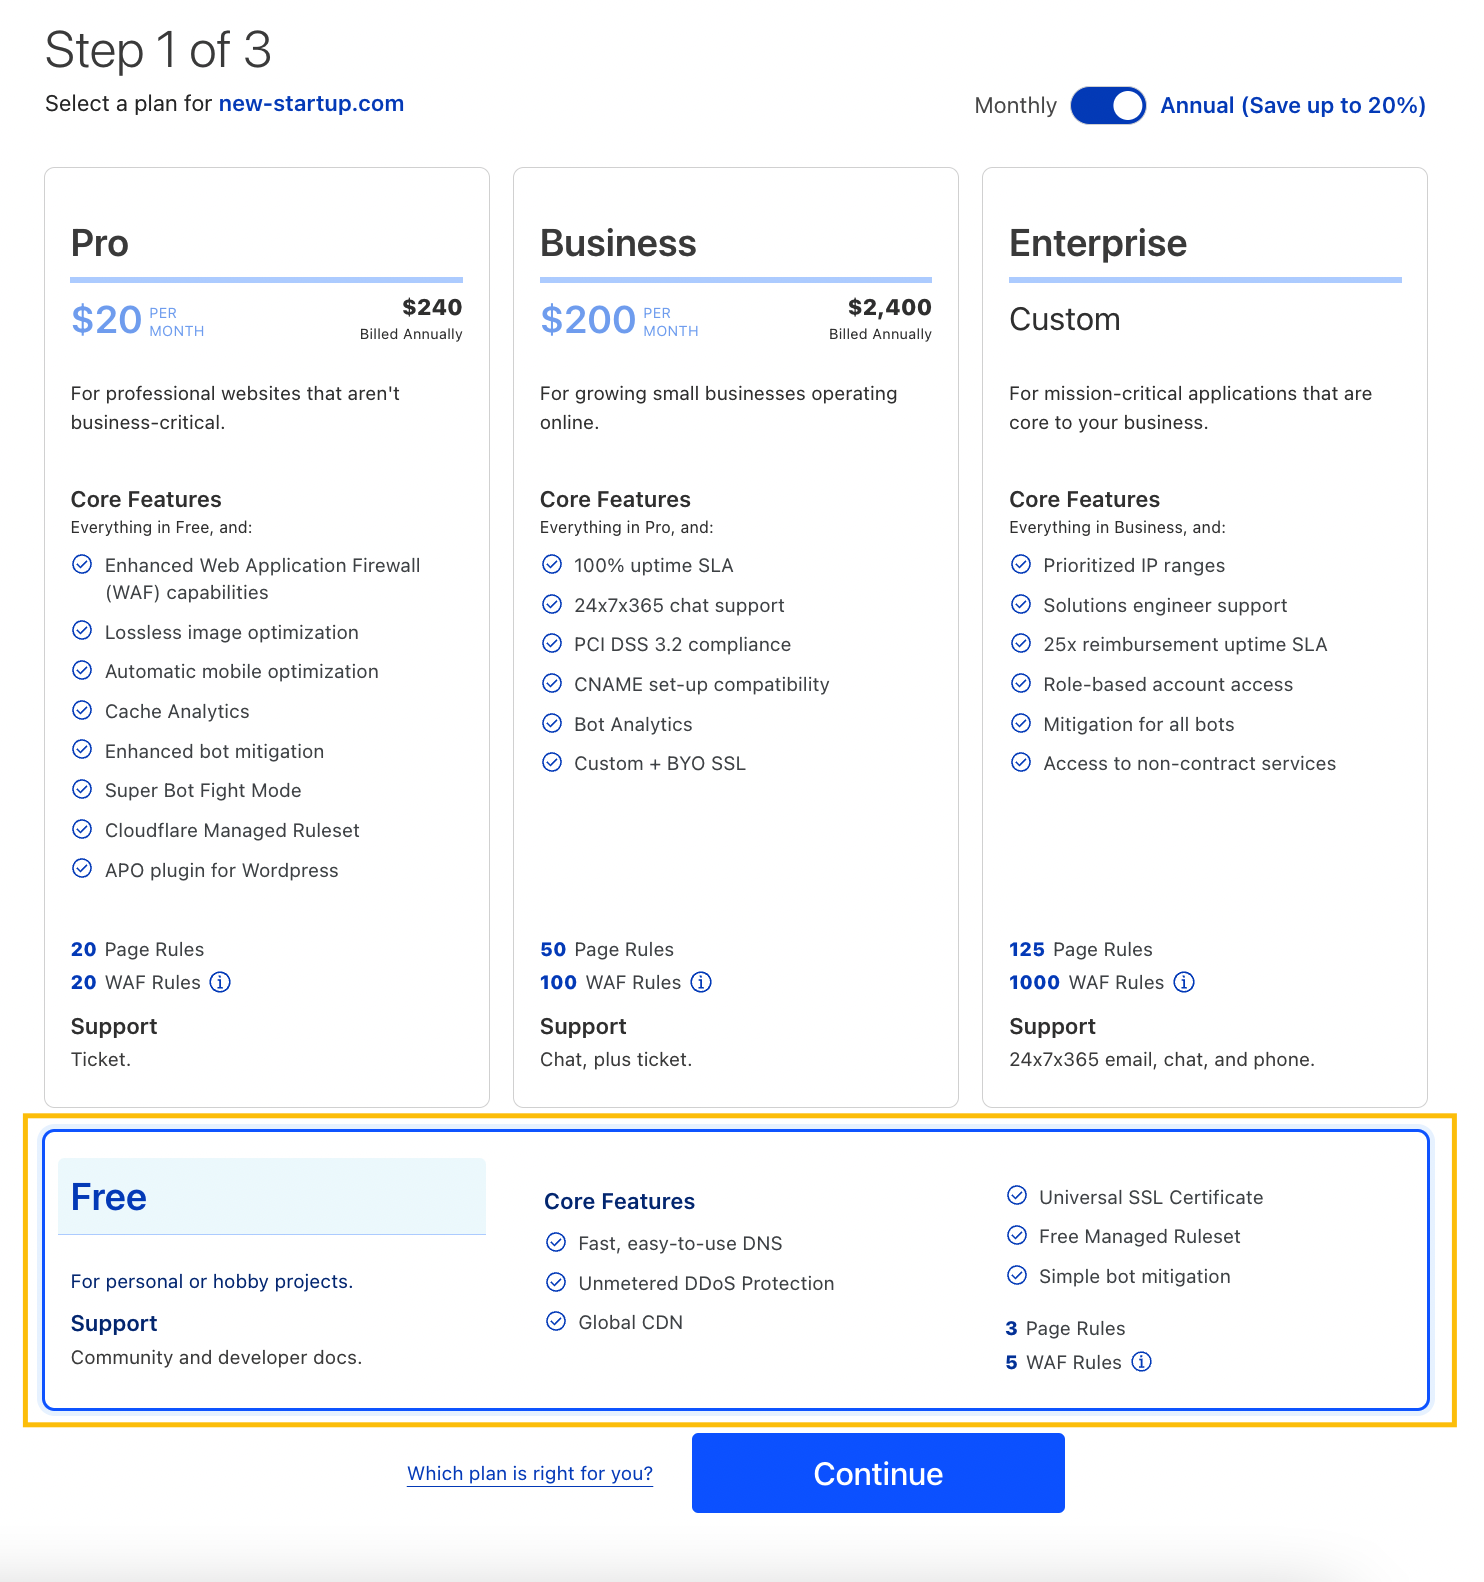 Step 1 of 3
Select a plan for new-startup.com
Monthly Annual (Save up to 20%)
Pro
$20 PER MONTH
$240
Billed Annually
For professional websites that aren't
business-critical.
Core Features
Everything in Free, and:
Enhanced Web Application Firewall
(WAF) capabilities
Lossless image optimization
Automatic mobile optimization
Cache Analytics
Enhanced bot mitigation
Super Bot Fight Mode
Cloudflare Managed Ruleset
APO plugin for Wordpress
20 Page Rules
20 WAF Rules
Support
Ticket.
Business
$200 PER MONTH
$2,400
Billed Annually
For growing small businesses operating
online.
Core Features
Everything in Pro, and:
100% uptime SLA
24x7x365 chat support
PCI DSS 3.2 compliance
CNAME set-up compatibility
Bot Analytics
Custom + BYO SSL
50 Page Rules
100 WAF Rules
Support
Chat, plus ticket.
Enterprise
Custom
For mission-critical applications that are
core to your business.
Core Features
Everything in Business, and:
Prioritized IP ranges
Solutions engineer support
25x reimbursement uptime SLA
Role-based account access
Mitigation for all bots
Access to non-contract services
125 Page Rules
1000 WAF Rules
Support
24x7x365 email, chat, and phone.
Free
For personal or hobby projects.
Support
Community and developer docs.
Core Features
Fast, easy-to-use DNS
Unmetered DDoS Protection
Global CDN
Universal SSL Certificate
Free Managed Ruleset
Simple bot mitigation
3 Page Rules
5 WAF Rules
Which plan is right for you?
Continue